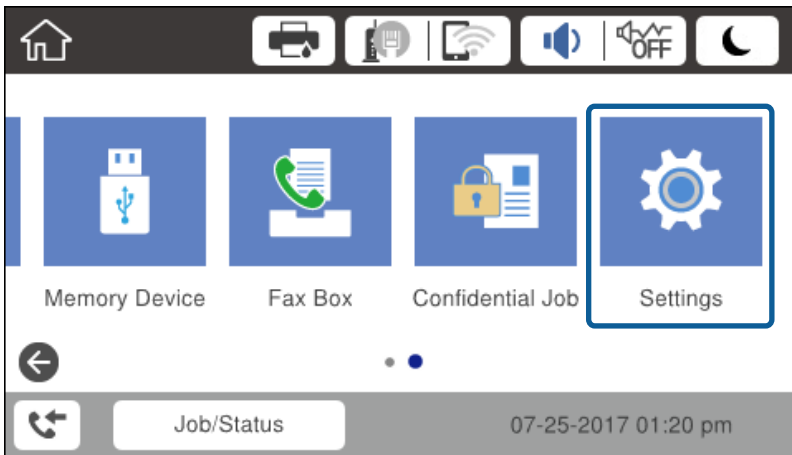 OFF
Memory Device
Fax Box
Confidential Job
Settings
Job/Status
07-25-2017 01:20 pm